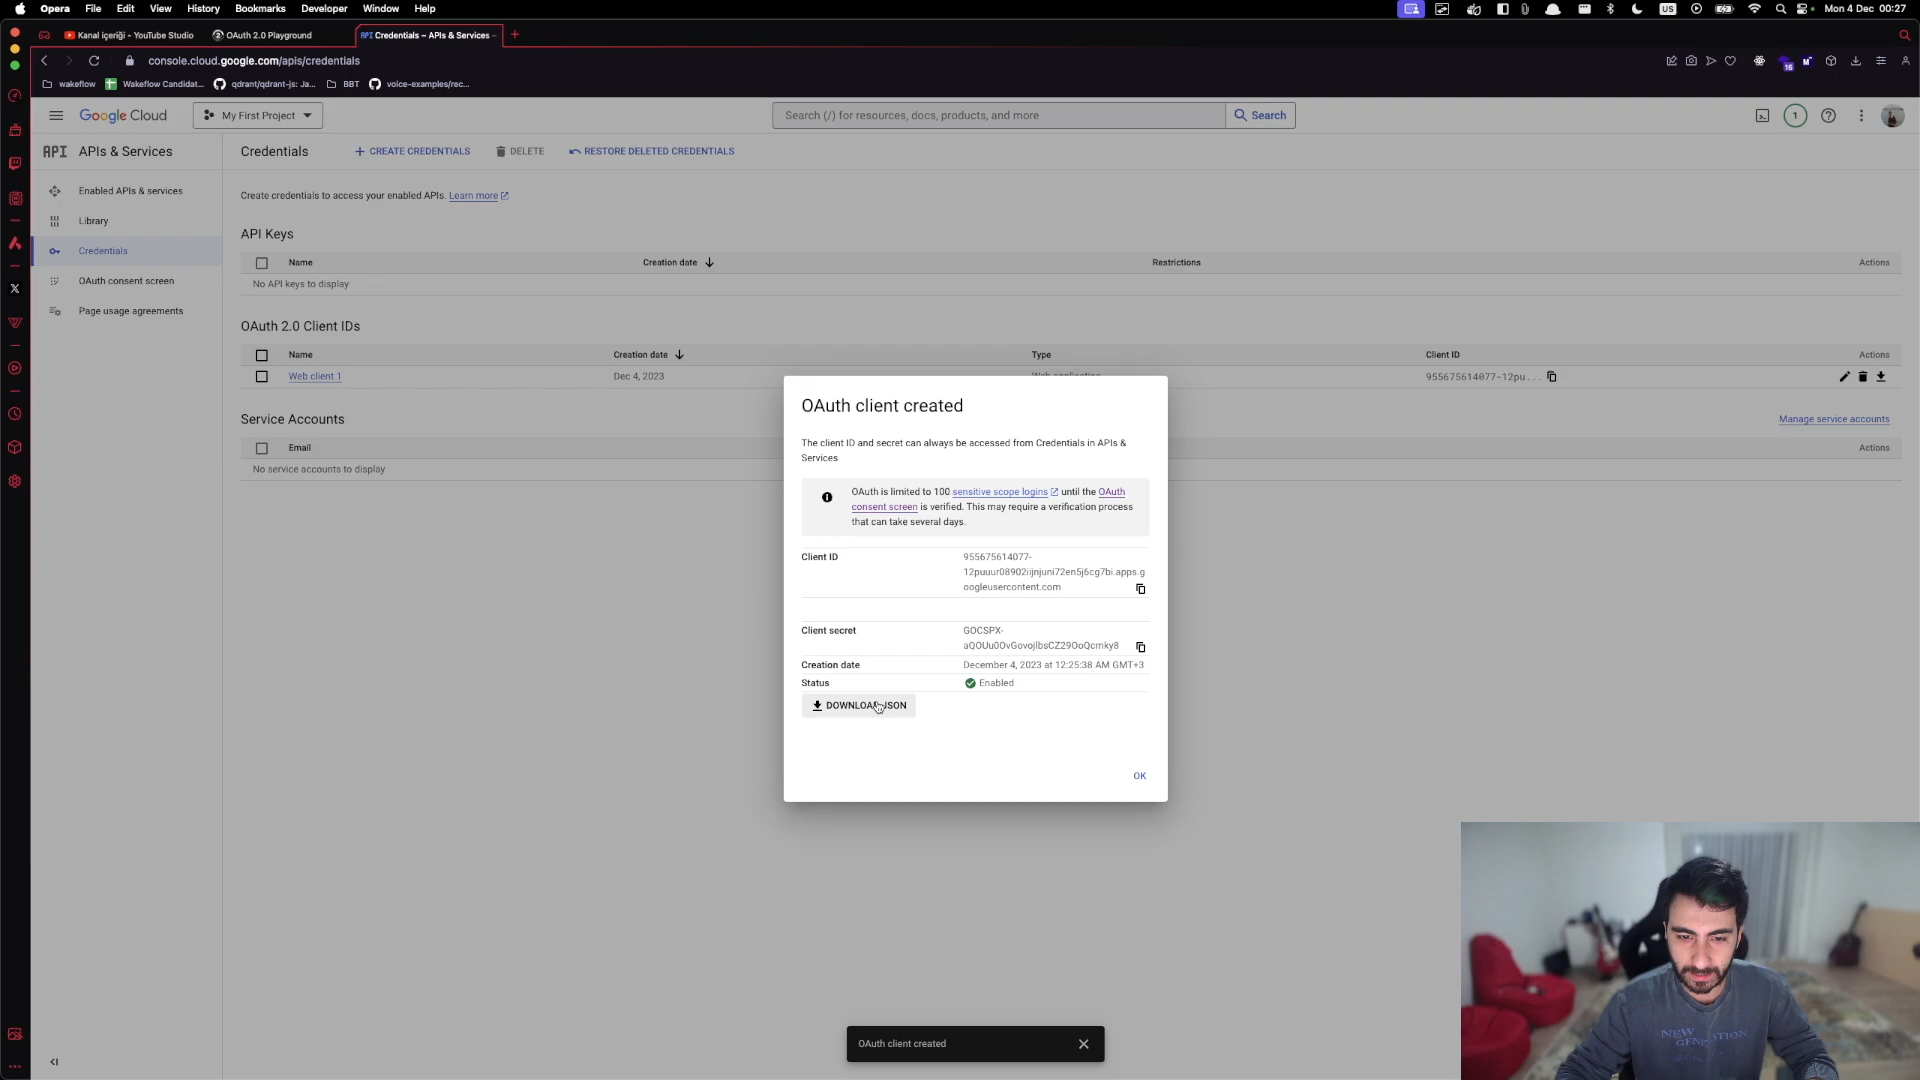 Opera File Edit View History Bookmarks Developer Window Help
US
Mon 4 Dec 00:27
Kanal içeriği - YouTube Studio
OAuth 2.0 Playground
API Credentials – APIs & Services –
console.cloud.google.com/apis/credentials
16
wakeflow
Wakeflow Candidat...
qdrant/qdrant-js: Ja...
BBT
voice-examples/rec...
Google Cloud
My First Project
Search (/) for resources, docs, products, and more
Search
1
API APIs & Services
Credentials
CREATE CREDENTIALS
DELETE
RESTORE DELETED CREDENTIALS
Enabled APIs & services
Library
Credentials
OAuth consent screen
Page usage agreements
Create credentials to access your enabled APIs. Learn more
API Keys
Name Creation date Restrictions Actions
No API keys to display
OAuth 2.0 Client IDs
Name Creation date Type Client ID Actions
Web client 1 Dec 4, 2023 Web application 955675614077-12pu...
Service Accounts
Manage service accounts
Email Actions
No service accounts to display
OAuth client created
The client ID and secret can always be accessed from Credentials in APIs &
Services
OAuth is limited to 100 sensitive scope logins until the OAuth
consent screen is verified. This may require a verification process
that can take several days.
Client ID
955675614077-
12puuur08902iijnjuni72en5j6cg7bi.apps.g
oogleusercontent.com
Client secret
GOCSPX-
aQOUu0OvGovojlbsCZ29OoQcmky8
Creation date December 4, 2023 at 12:25:38 AM GMT+3
Status Enabled
DOWNLOAD JSON
OK
OAuth client created
NEW
GENERATION